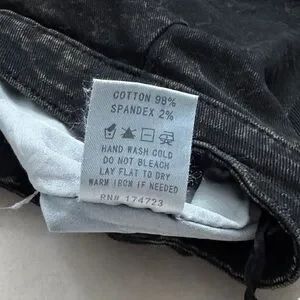 COTTON 98%
SPANDEX 2%
HAND WASH COLD
DO NOT BLEACH
LAY FLAT TO DRY
WARM IRON IF NEEDED
RN# 174723